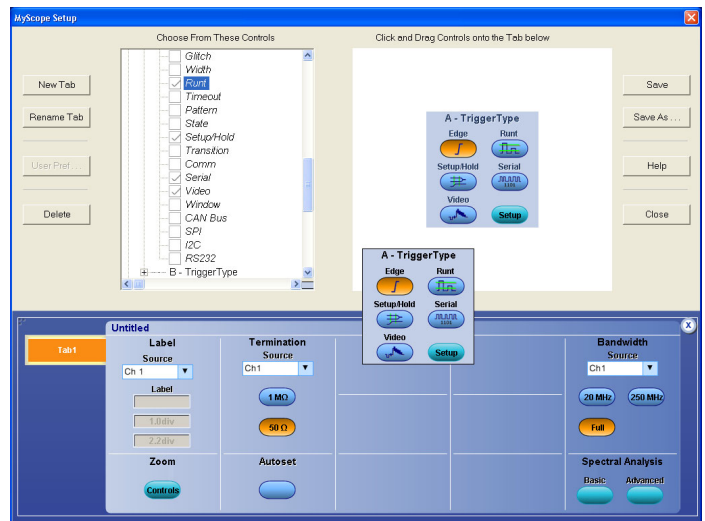 MyScope Setup
Choose From These Controls
Click and Drag Controls onto the Tab below
New Tab
Rename Tab
User Pref . . .
Delete
Glitch
Width
Runt
Timeout
Pattern
State
Setup/Hold
Transition
Comm
Serial
Video
Window
CAN Bus
SPI
I2C
RS232
B - TriggerType
A - TriggerType
Edge Runt
Setup/Hold Serial
1101
Video
Setup
Save
Save As . . .
Help
Close
A - TriggerType
Edge Runt
Setup/Hold Serial
1101
Video
Setup
Tab1
Untitled
X
Label
Source
Ch 1
Label
1.0div
2.2div
Termination
Source
Ch1
1 MΩ
50 Ω
Bandwidth
Source
Ch1
20 MHz 250 MHz
Full
Zoom
Controls
Autoset
Spectral Analysis
Basic Advanced